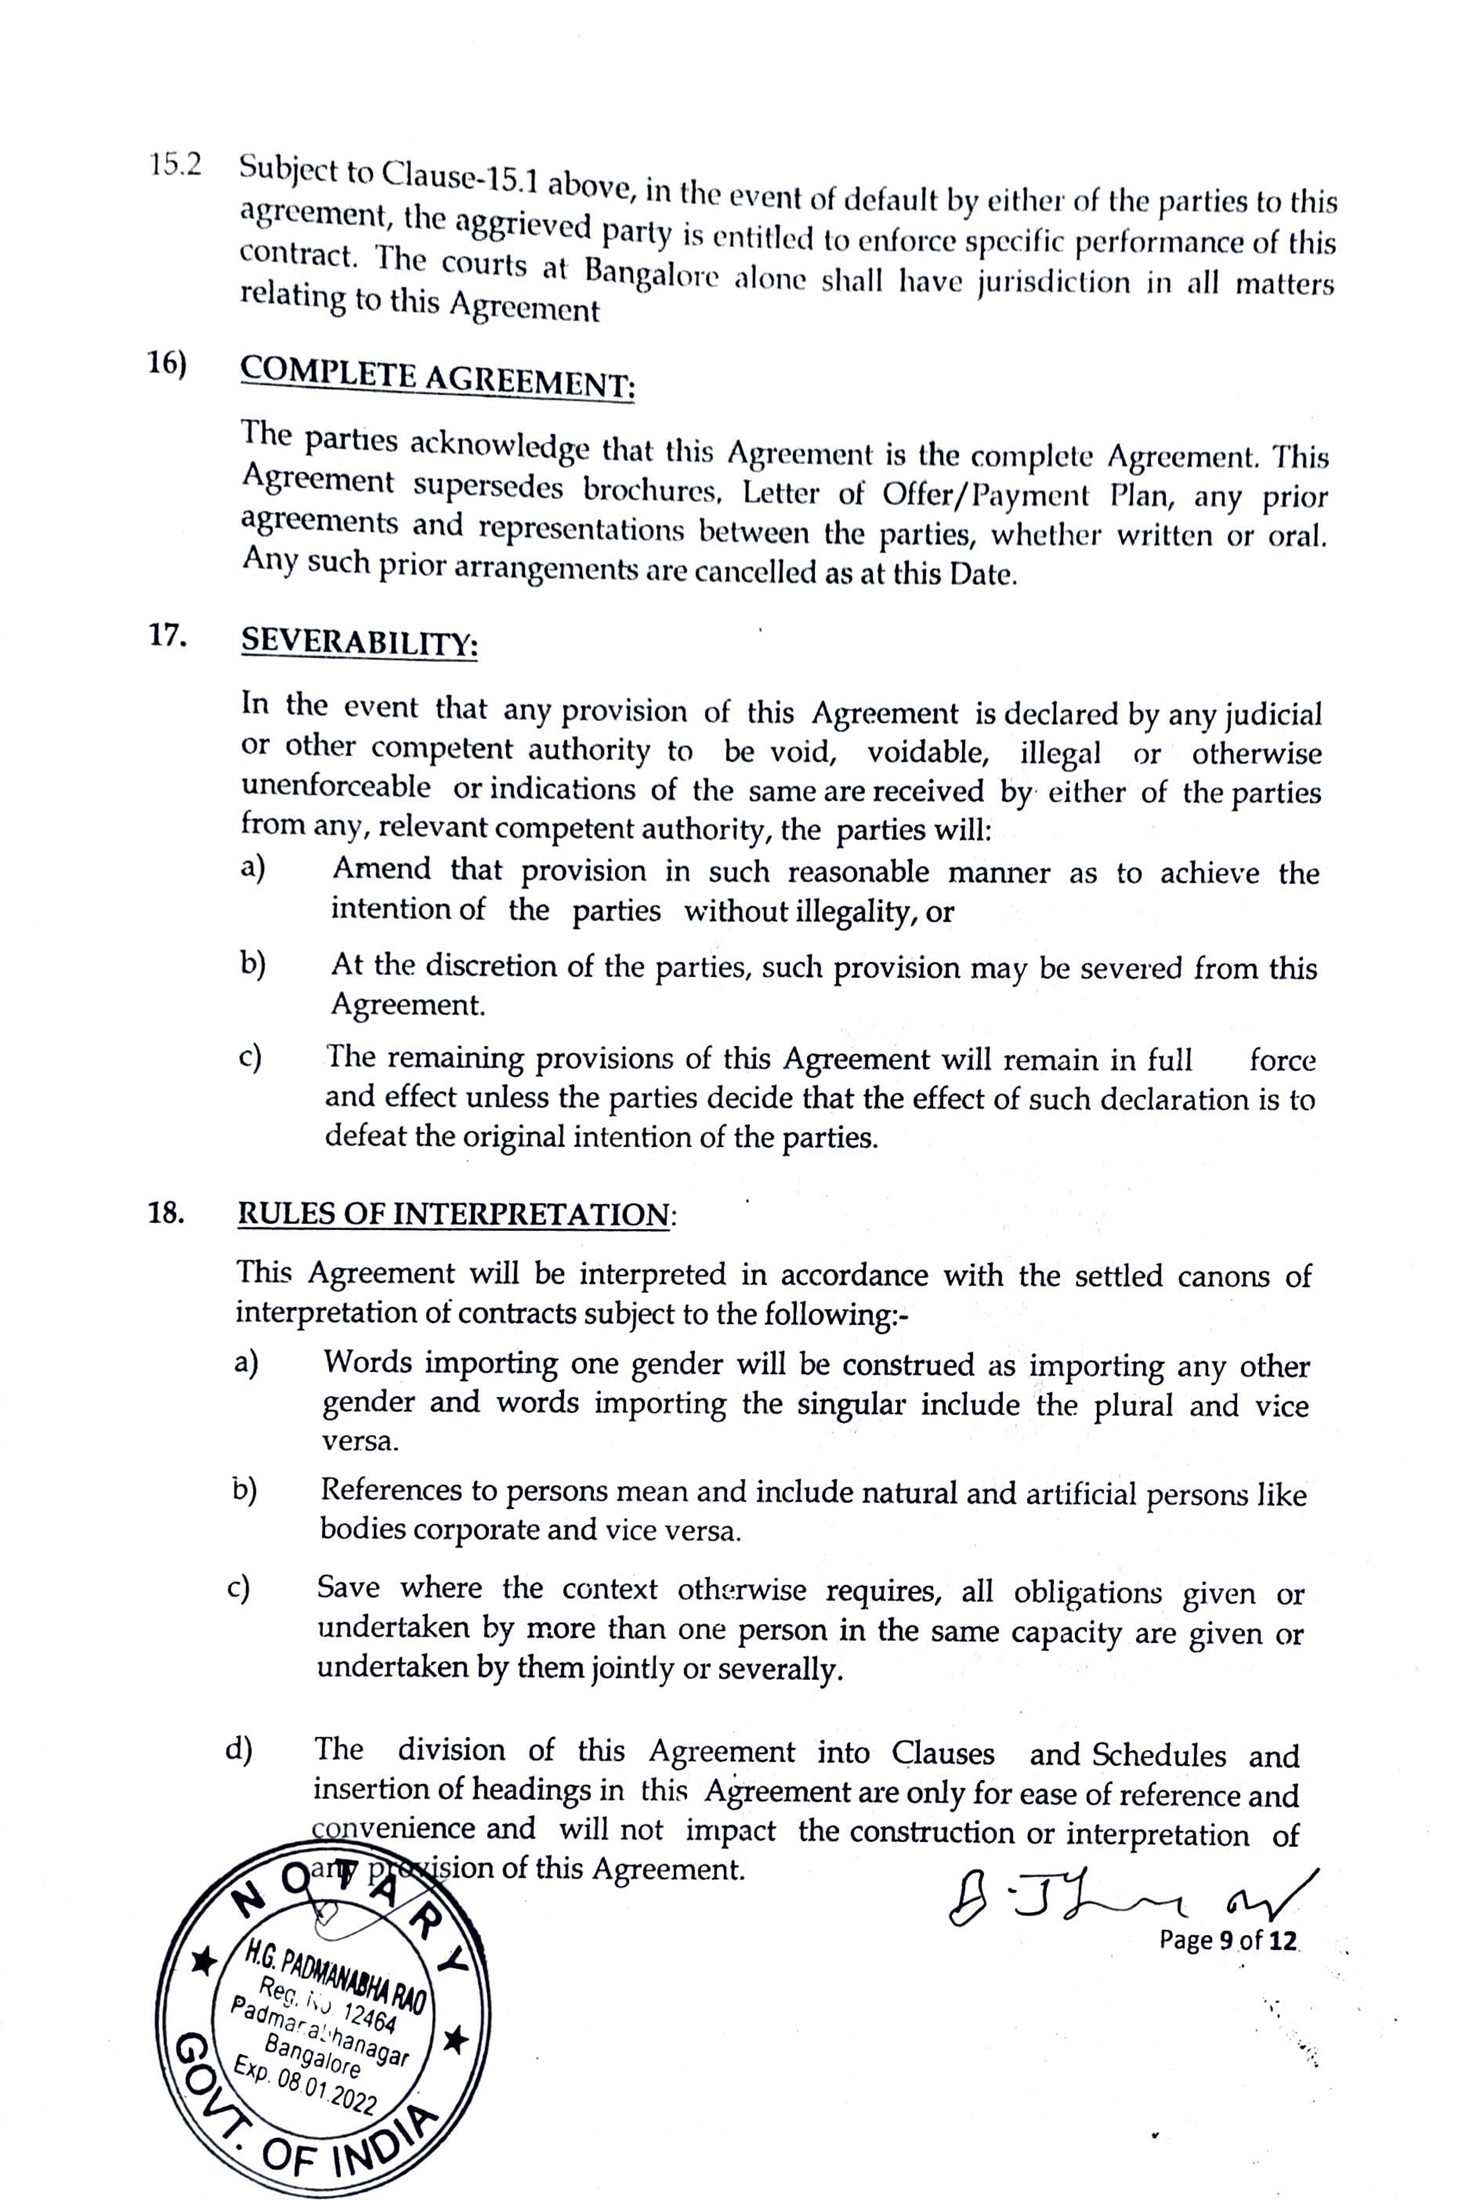 15.2 Subject to Clause-15.1 above, in the event of default by either of the parties to this
agreement, the aggrieved party is entitled to enforce specific performance of this
contract. The courts at Bangalore alone shall have jurisdiction in all matters
relating to this Agreement
16) COMPLETE AGREEMENT:
The parties acknowledge that this Agreement is the complete Agreement. This
Agreement supersedes brochures, Letter of Offer/Payment Plan, any prior
agreements and representations between the parties, whether written or oral.
Any such prior arrangements are cancelled as at this Date.
17. SEVERABILITY:
In the event that any provision of this Agreement is declared by any judicial
or other competent authority to be void, voidable, illegal or otherwise
unenforceable or indications of the same are received by either of the parties
from any, relevant competent authority, the parties will:
a) Amend that provision in such reasonable manner as to achieve the
intention of the parties without illegality, or
b) At the discretion of the parties, such provision may be severed from this
Agreement.
c) The remaining provisions of this Agreement will remain in full force
and effect unless the parties decide that the effect of such declaration is to
defeat the original intention of the parties.
18. RULES OF INTERPRETATION:
This Agreement will be interpreted in accordance with the settled canons of
interpretation of contracts subject to the following:-
a) Words importing one gender will be construed as importing any other
gender and words importing the singular include the plural and vice
versa.
b) References to persons mean and include natural and artificial persons like
bodies corporate and vice versa.
c) Save where the context otherwise requires, all obligations given or
undertaken by more than one person in the same capacity are given or
undertaken by them jointly or severally.
d) The division of this Agreement into Clauses and Schedules and
insertion of headings in this Agreement are only for ease of reference and
convenience and will not impact the construction or interpretation of
any provision of this Agreement.
Page 9 of 12
NOTARY
H.G. PADMANABHA RAO
Reg. No. 12464
Padmanabhanagar
Bangalore
Exp. 08.01.2022
GOVT. OF INDIA